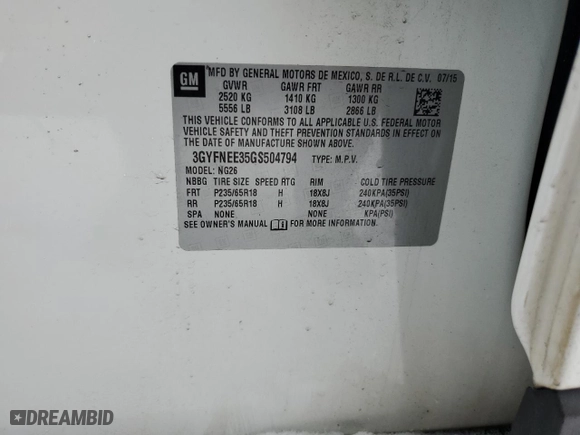 GM
MFD BY GENERAL MOTORS DE MEXICO, S. DE R.L. DE C.V. 07/15
GVWR GAWR FRT GAWR RR
2520 KG 1410 KG 1300 KG
5556 LB 3108 LB 2866 LB
THIS VEHICLE CONFORMS TO ALL APPLICABLE U.S. FEDERAL MOTOR
VEHICLE SAFETY AND THEFT PREVENTION STANDARDS IN EFFECT ON
THE DATE OF MANUFACTURE SHOWN ABOVE.
3GYFNEE35GS504794 TYPE: M.P.V.
MODEL: NG26
NBBG TIRE SIZE SPEED RTG RIM COLD TIRE PRESSURE
FRT P235/65R18 H 18X8J 240KPA(35PSI)
RR P235/65R18 H 18X8J 240KPA(35PSI)
SPA NONE NONE KPA(PSI)
SEE OWNER'S MANUAL FOR MORE INFORMATION.
DREAMBID